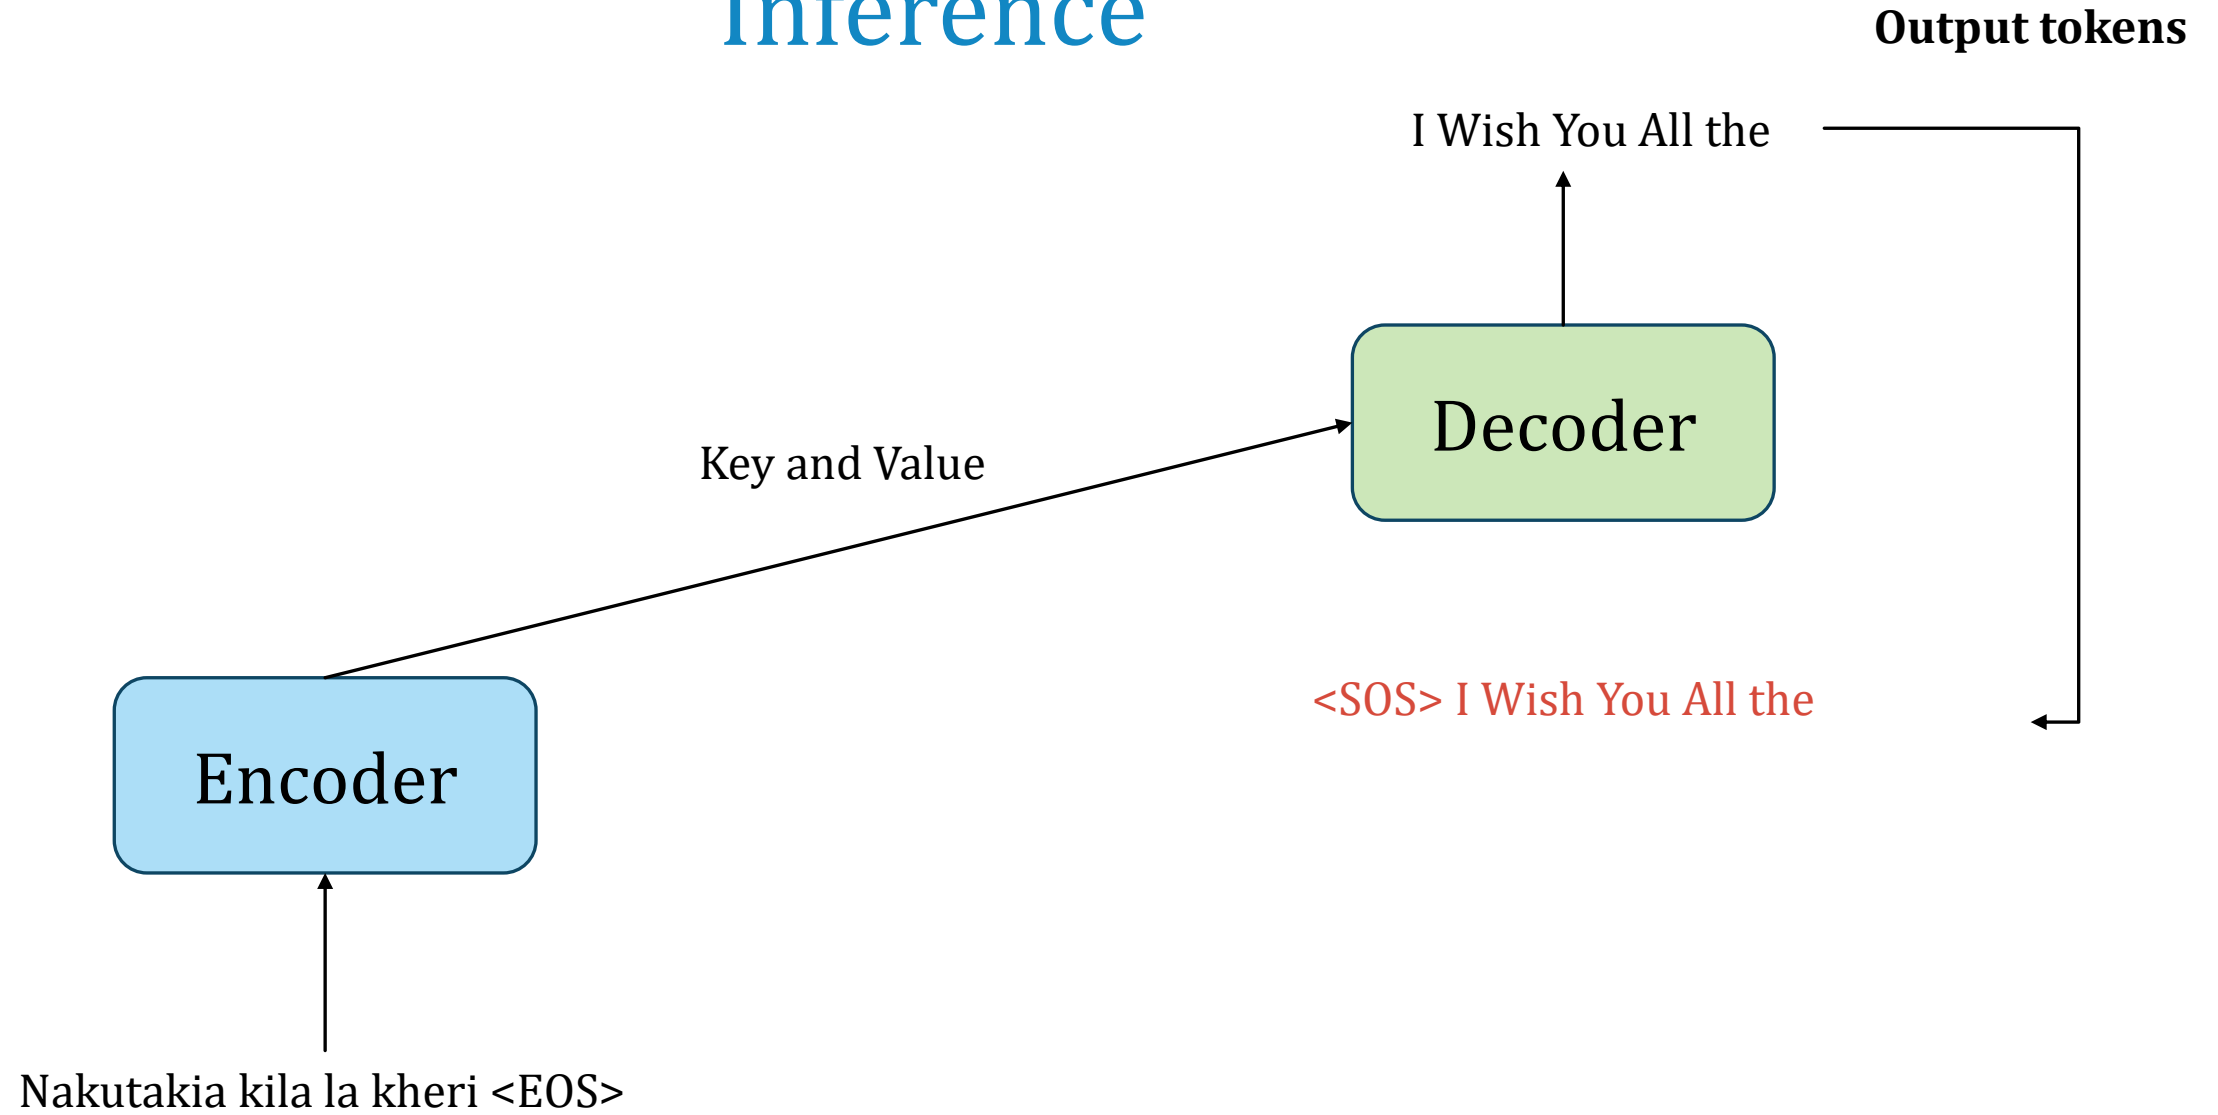 Inference
Output tokens
I Wish You All the
Decoder
Key and Value
<SOS> I Wish You All the
Encoder
Nakutakia kila la kheri <EOS>